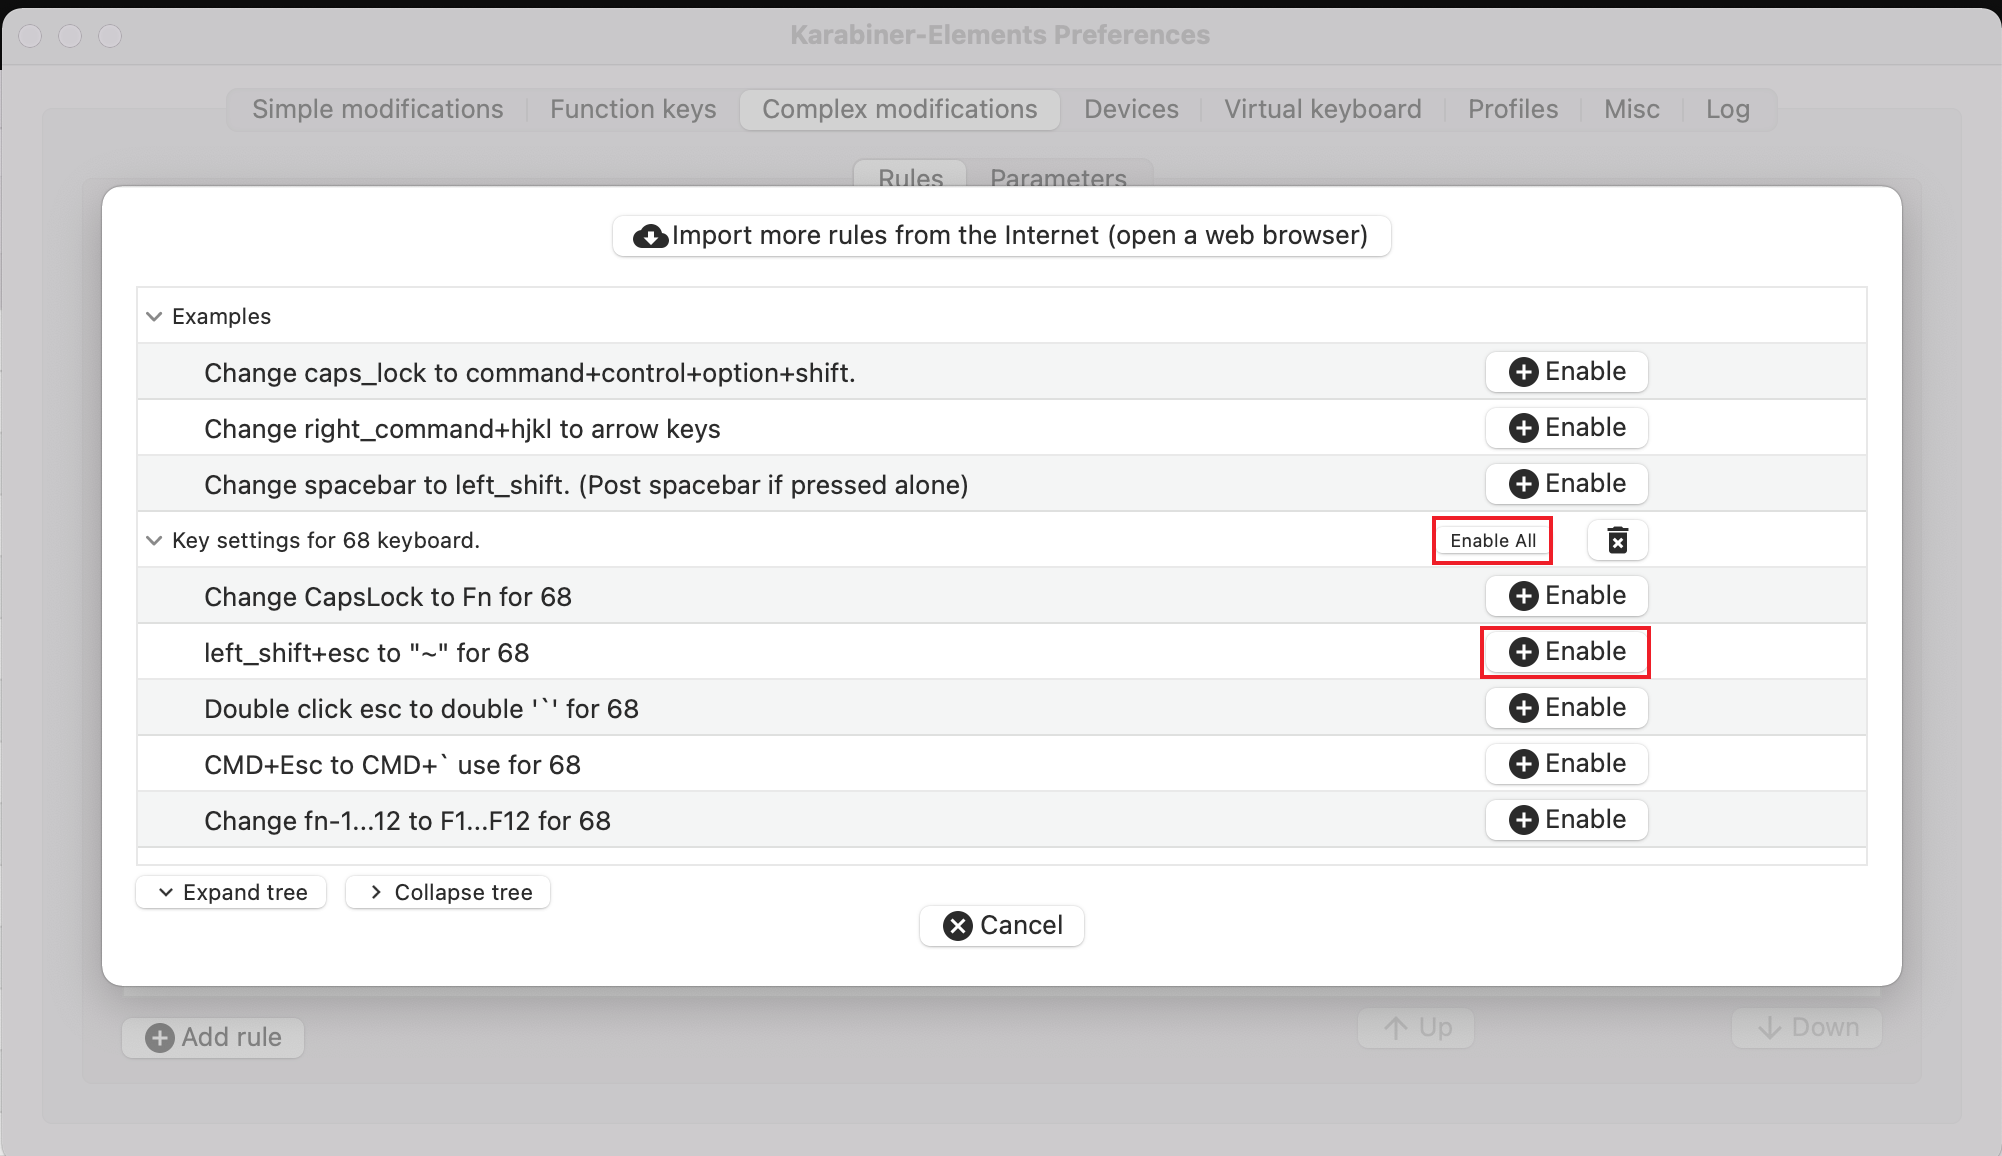 Karabiner-Elements Preferences
Simple modifications Function keys Complex modifications Devices Virtual keyboard Profiles Misc Log
Rules Parameters
Import more rules from the Internet (open a web browser)
Examples
Change caps_lock to command+control+option+shift. Enable
Change right_command+hjkl to arrow keys Enable
Change spacebar to left_shift. (Post spacebar if pressed alone) Enable
Key settings for 68 keyboard. Enable All
Change CapsLock to Fn for 68 Enable
left_shift+esc to "~" for 68 Enable
Double click esc to double '`' for 68 Enable
CMD+Esc to CMD+` use for 68 Enable
Change fn-1...12 to F1...F12 for 68 Enable
Expand tree Collapse tree
Cancel
Add rule Up Down